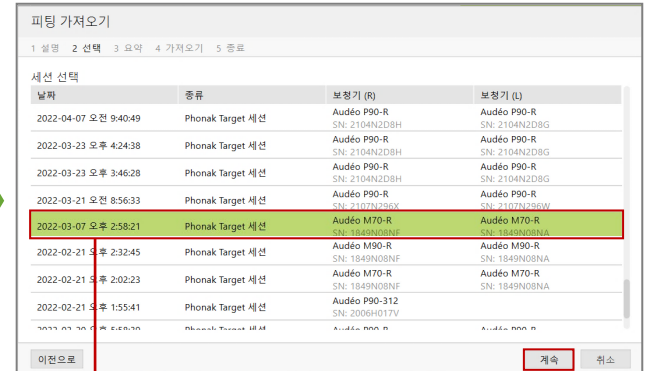 피팅 가져오기
1 설명 2 선택 3 요약 4 가져오기 5 종료
세션 선택
날짜 종류 보청기 (R) 보청기 (L)
2022-04-07 오전 9:40:49 Phonak Target 세션 Audéo P90-R Audéo P90-R
SN: 2104N2D8H SN: 2104N2D8G
2022-03-23 오후 4:24:38 Phonak Target 세션 Audéo P90-R Audéo P90-R
SN: 2104N2D8H SN: 2104N2D8G
2022-03-23 오후 3:46:28 Phonak Target 세션 Audéo P90-R Audéo P90-R
SN: 2104N2D8H SN: 2104N2D8G
2022-03-21 오전 8:56:33 Phonak Target 세션 Audéo P90-R Audéo P90-R
SN: 2107N296X SN: 2107N296W
2022-03-07 오후 2:58:21 Phonak Target 세션 Audéo M70-R Audéo M70-R
SN: 1849N08NF SN: 1849N08NA
2022-02-21 오후 2:32:45 Phonak Target 세션 Audéo M90-R Audéo M90-R
SN: 1849N08NF SN: 1849N08NA
2022-02-21 오후 2:02:23 Phonak Target 세션 Audéo M70-R Audéo M70-R
SN: 1849N08NF SN: 1849N08NA
2022-02-21 오후 1:55:41 Phonak Target 세션 Audéo P90-312
SN: 2006H017V
Phonak Target 세션
이전으로 계속 취소